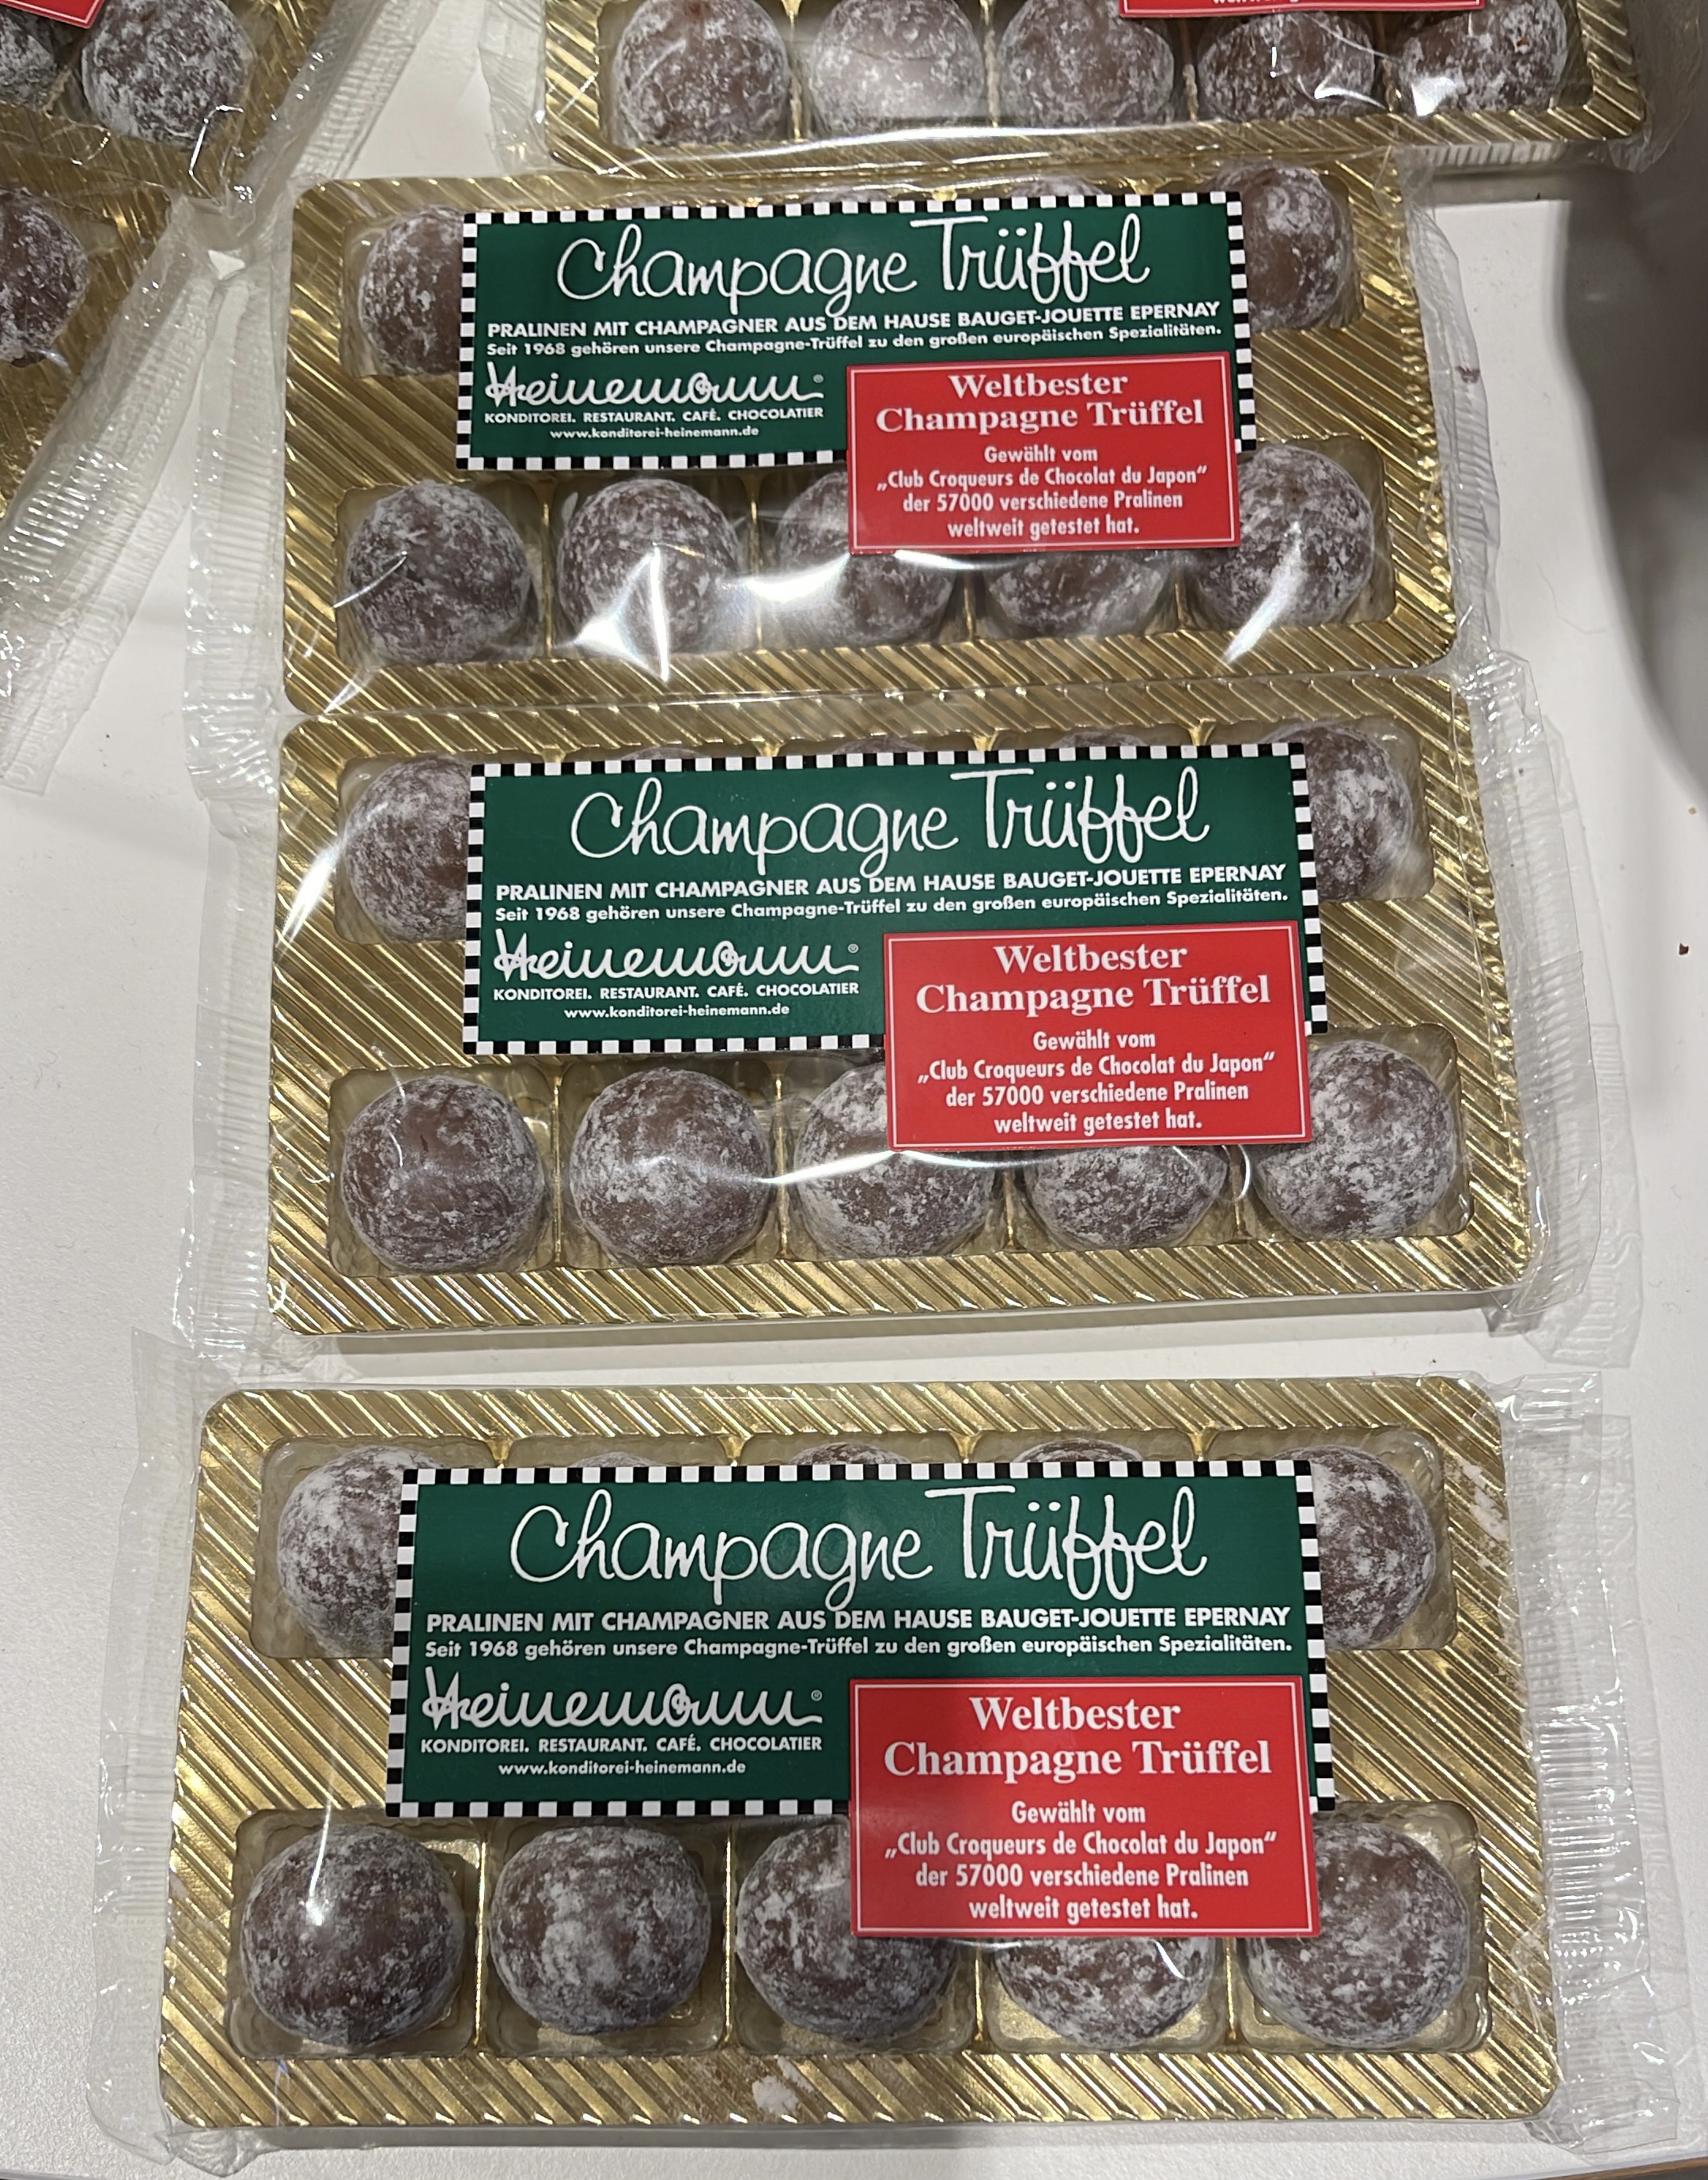 Champagne Trüffel
PRALINEN MIT CHAMPAGNER AUS DEM HAUSE BAUGET-JOUETTE EPERNAY
Seit 1968 gehören unsere Champagne-Trüffel zu den großen europäischen Spezialitäten.
Heinemann®
KONDITOREI. RESTAURANT. CAFÉ. CHOCOLATIER
www.konditorei-heinemann.de
Weltbester
Champagne Trüffel
Gewählt vom
„Club Croqueurs de Chocolat du Japon“
der 57000 verschiedene Pralinen
weltweit getestet hat.
Champagne Trüffel
PRALINEN MIT CHAMPAGNER AUS DEM HAUSE BAUGET-JOUETTE EPERNAY
Seit 1968 gehören unsere Champagne-Trüffel zu den großen europäischen Spezialitäten.
Heinemann®
KONDITOREI. RESTAURANT. CAFÉ. CHOCOLATIER
www.konditorei-heinemann.de
Weltbester
Champagne Trüffel
Gewählt vom
„Club Croqueurs de Chocolat du Japon“
der 57000 verschiedene Pralinen
weltweit getestet hat.
Champagne Trüffel
PRALINEN MIT CHAMPAGNER AUS DEM HAUSE BAUGET-JOUETTE EPERNAY
Seit 1968 gehören unsere Champagne-Trüffel zu den großen europäischen Spezialitäten.
Heinemann®
KONDITOREI. RESTAURANT. CAFÉ. CHOCOLATIER
www.konditorei-heinemann.de
Weltbester
Champagne Trüffel
Gewählt vom
„Club Croqueurs de Chocolat du Japon“
der 57000 verschiedene Pralinen
weltweit getestet hat.